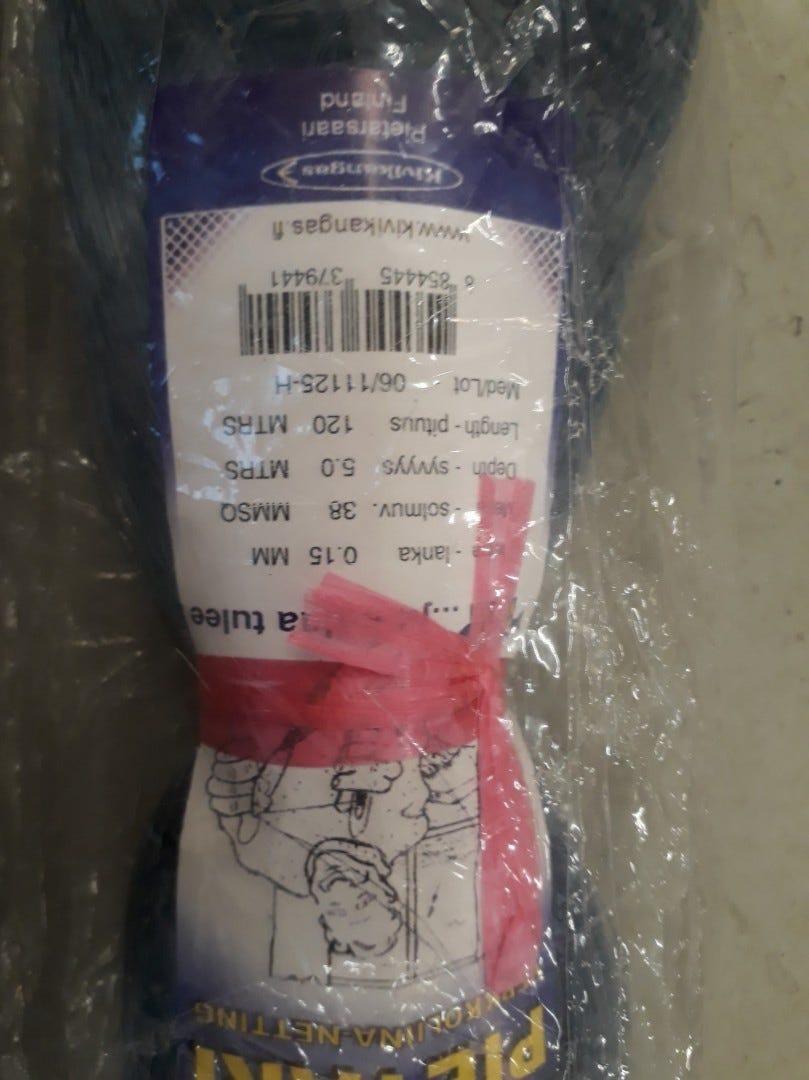 NETTING
tulee
- lanka 0.15 MM
- solmuv. 38 MMSQ
Depth - syvyys 5.0 MTRS
Length - pituus 120 MTRS
Med/Lot - 06/11125-H
8 854445 379441
www.kivikangas.fi
Kivikangas
Pietarsaari
Finland